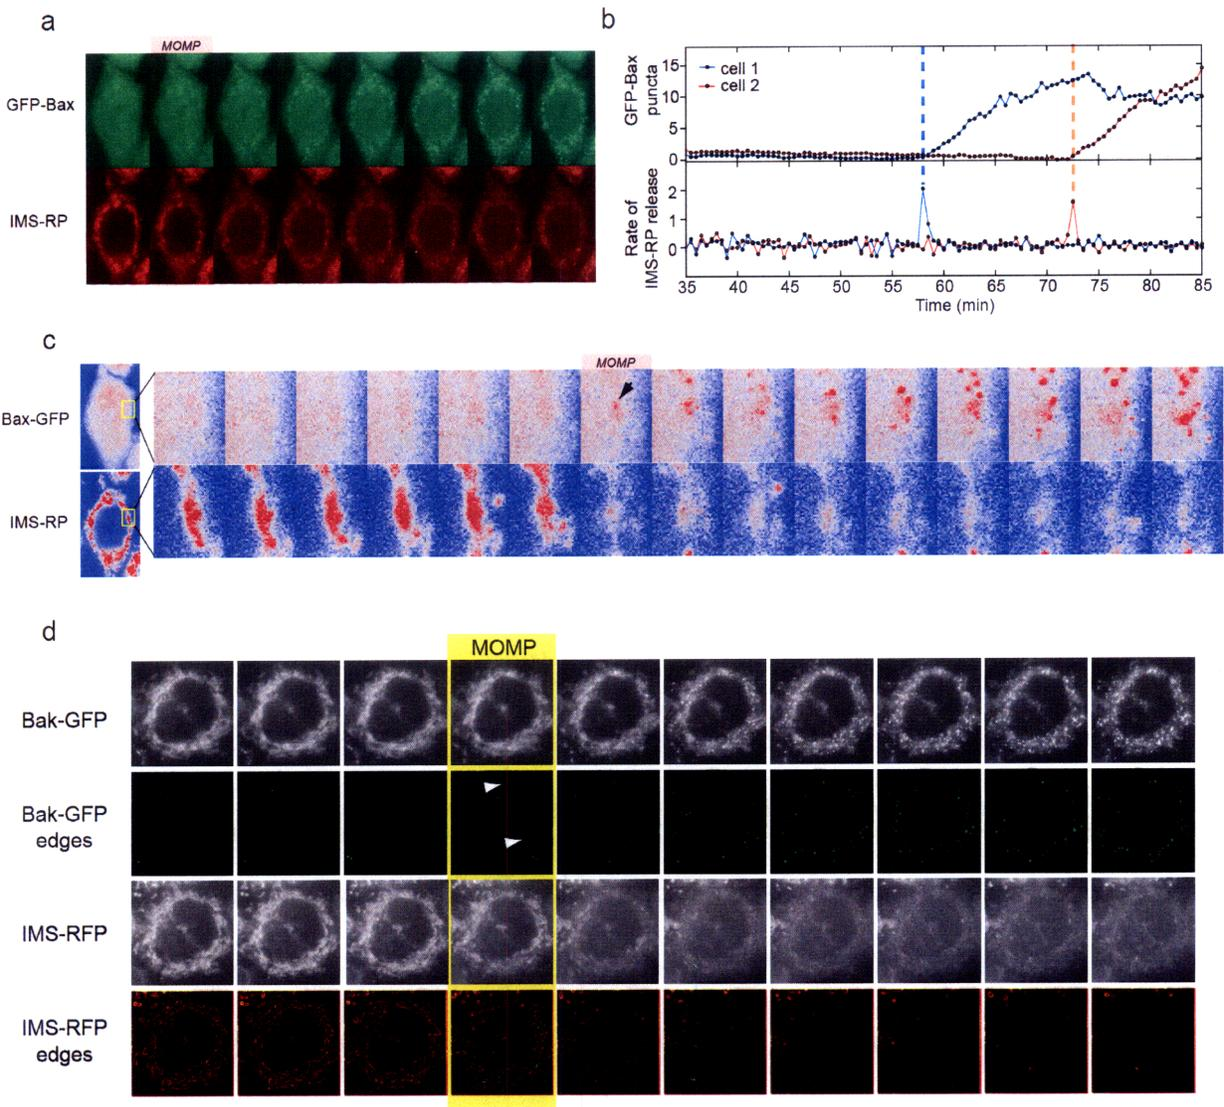 a
MOMP
GFP-Bax
IMS-RP
b
GFP-Bax
puncta
15
10
5
0
cell 1
cell 2
Rate of
IMS-RP release
2
1
0
35 40 45 50 55 60 65 70 75 80 85
Time (min)
c
MOMP
Bax-GFP
IMS-RP
d
MOMP
Bak-GFP
Bak-GFP
edges
IMS-RFP
IMS-RFP
edges